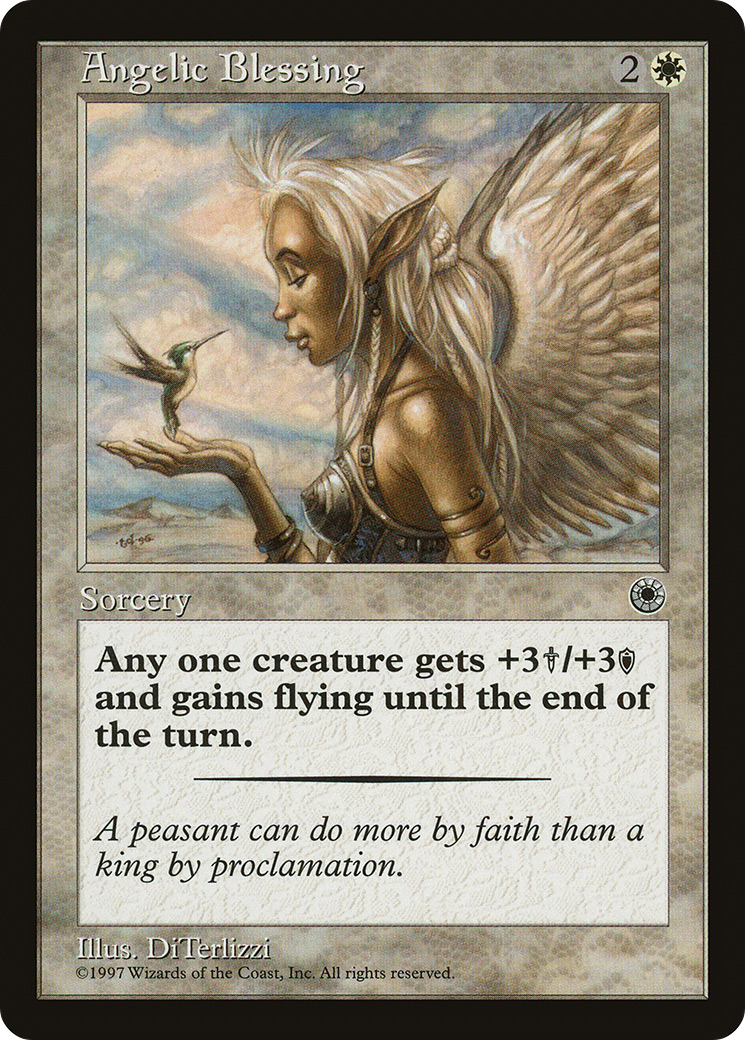 Angelic Blessing 2
Sorcery
Any one creature gets +3/+3
and gains flying until the end of
the turn.
A peasant can do more by faith than a
king by proclamation.
Illus. DiTerlizzi
©1997 Wizards of the Coast, Inc. All rights reserved.